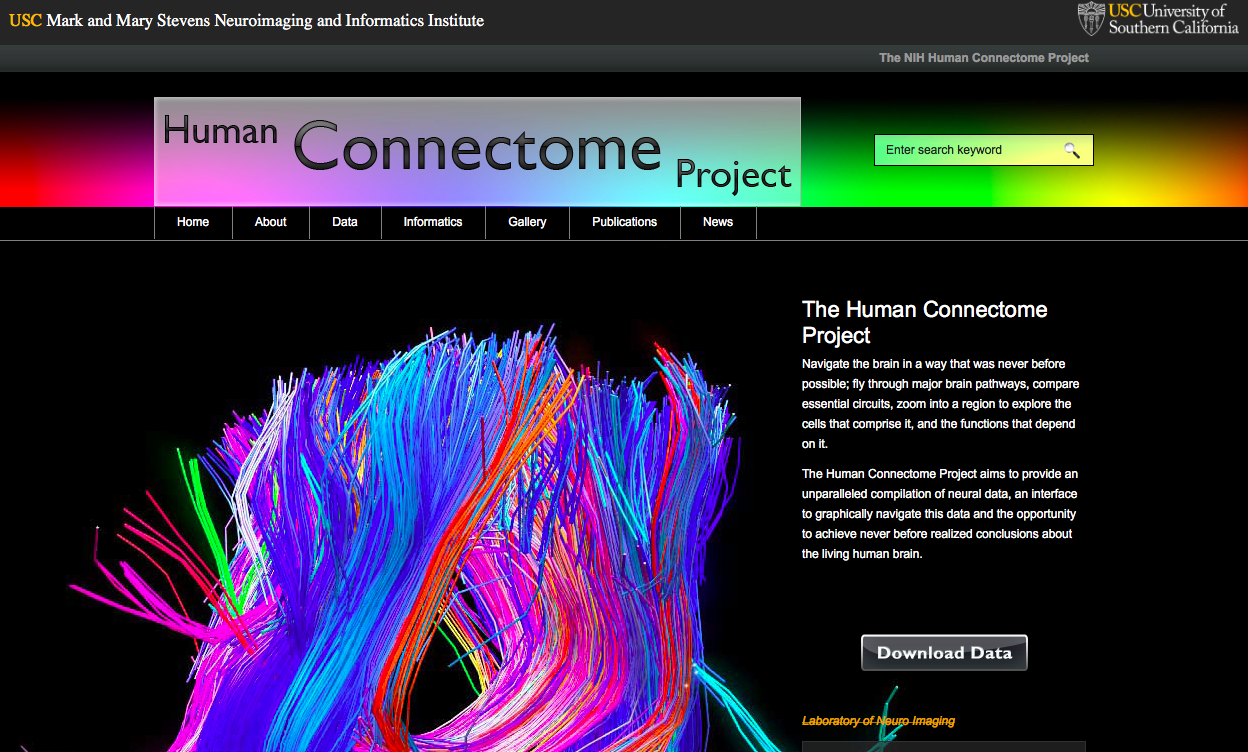 USC Mark and Mary Stevens Neuroimaging and Informatics Institute
USC University of
Southern California
The NIH Human Connectome Project
Human Connectome Project
Enter search keyword
Home About Data Informatics Gallery Publications News
The Human Connectome
Project
Navigate the brain in a way that was never before
possible; fly through major brain pathways, compare
essential circuits, zoom into a region to explore the
cells that comprise it, and the functions that depend
on it.
The Human Connectome Project aims to provide an
unparalleled compilation of neural data, an interface
to graphically navigate this data and the opportunity
to achieve never before realized conclusions about
the living human brain.
Download Data
Laboratory of Neuro Imaging